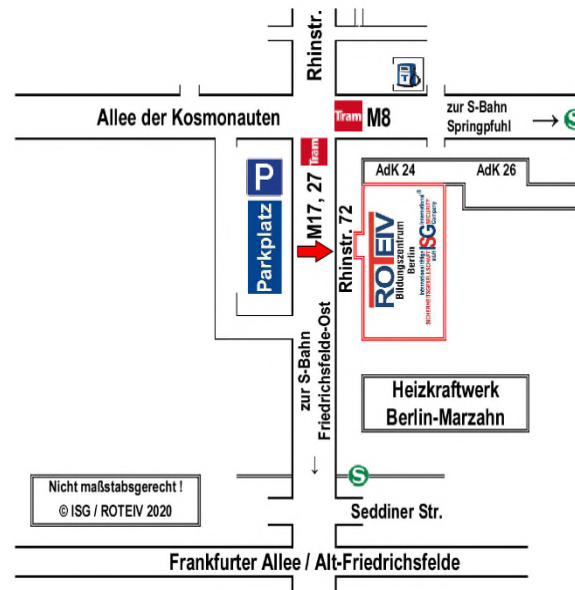 Rhinstr.
Allee der Kosmonauten
Tram
M8
zur S-Bahn
Springpfuhl
→
S
Tram
M17, 27
P
Parkplatz
Rhinstr. 72
AdK 24
AdK 26
ROTEIV
Bildungszentrum
Berlin
ISG
SICHERHEITSGESELLSCHAFT
SECURITY
International
Company
zur S-Bahn
Friedrichsfelde-Ost
←
Heizkraftwerk
Berlin-Marzahn
S
Nicht maßstabsgerecht !
© ISG / ROTEIV 2020
Seddiner Str.
Frankfurter Allee / Alt-Friedrichsfelde